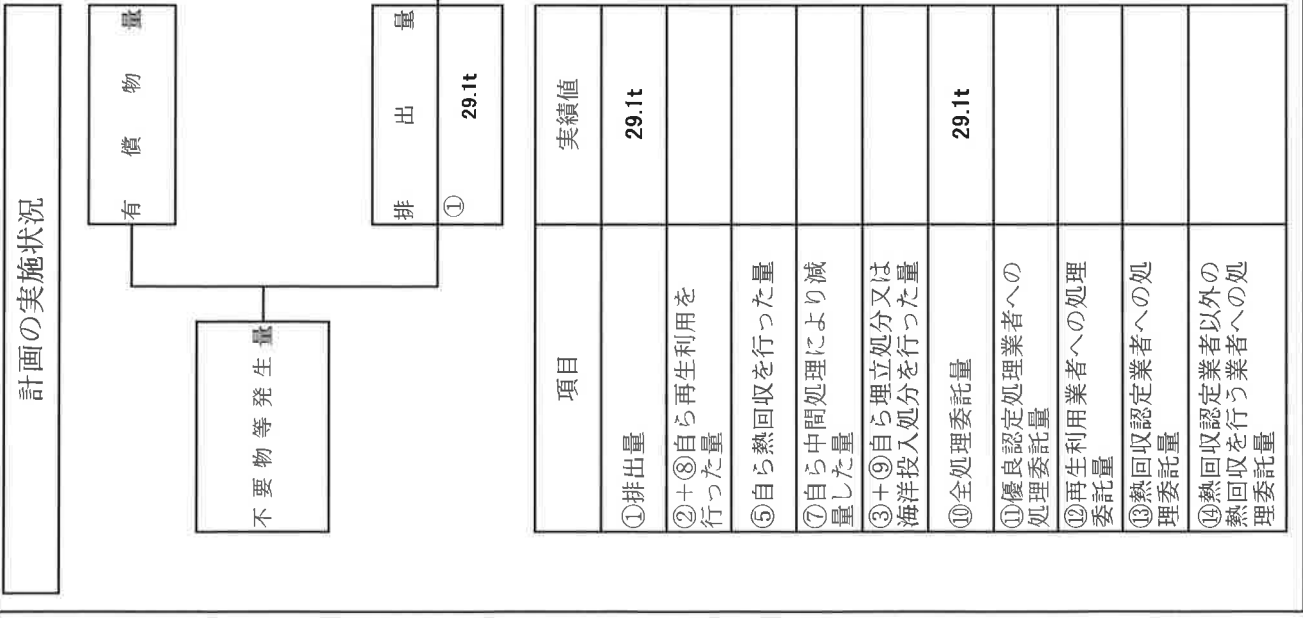 計画の実施状況
有償物量
不要物等発生量
排出量
①
29.1t
項目
実績値
①排出量
29.1t
②+⑧自ら再生利用を
行った量
⑤自ら熱回収を行った量
⑦自ら中間処理により減
量した量
③+⑨自ら埋立処分又は
海洋投入処分を行った量
⑩全処理委託量
29.1t
⑪優良認定処理業者への
処理委託量
⑫再生利用業者への処理
委託量
⑬熱回収認定業者への処
理委託量
⑭熱回収認定業者以外の
熱回収を行う業者への処
理委託量